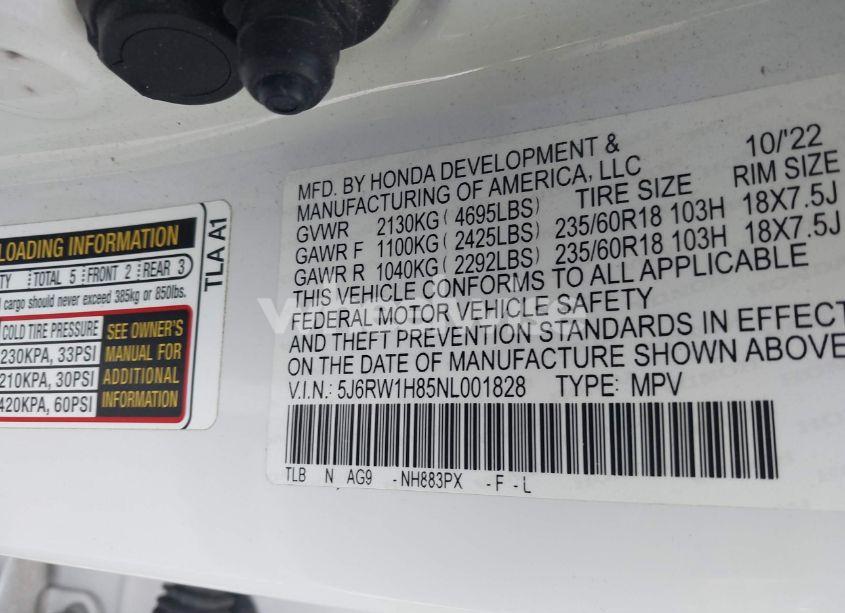 LOADING INFORMATION
TLA A1
TY TOTAL 5 FRONT 2 REAR 3
cargo should never exceed 385kg or 850lbs.
COLD TIRE PRESSURE
230KPA, 33PSI
210KPA, 30PSI
420KPA, 60PSI
SEE OWNER'S
MANUAL FOR
ADDITIONAL
INFORMATION
MFD. BY HONDA DEVELOPMENT & 10/'22
MANUFACTURING OF AMERICA, LLC TIRE SIZE RIM SIZE
GVWR 2130KG ( 4695LBS)
GAWR F 1100KG ( 2425LBS) 235/60R18 103H 18X7.5J
GAWR R 1040KG ( 2292LBS) 235/60R18 103H 18X7.5J
THIS VEHICLE CONFORMS TO ALL APPLICABLE
FEDERAL MOTOR VEHICLE SAFETY
AND THEFT PREVENTION STANDARDS IN EFFECT
ON THE DATE OF MANUFACTURE SHOWN ABOVE
V.I.N.: 5J6RW1H85NL001828 TYPE: MPV
TLB N AG9 - NH883PX - F - L